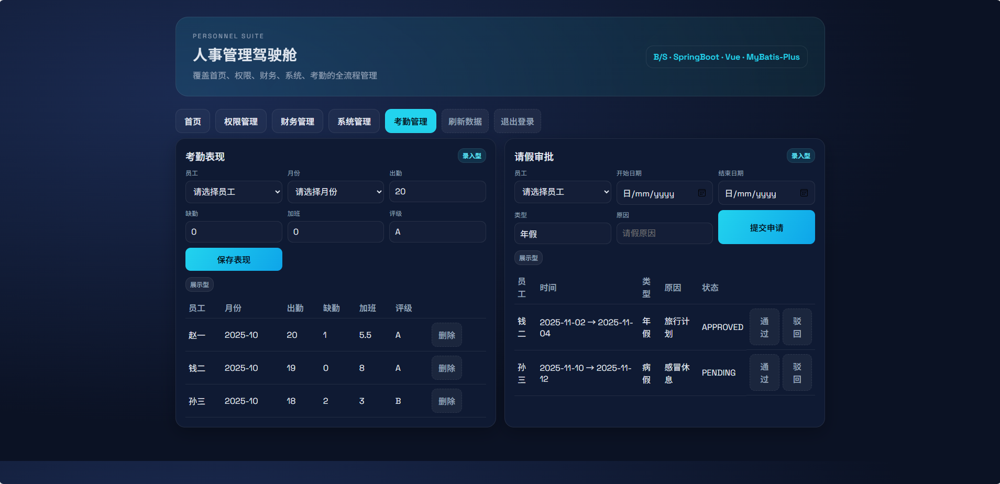 PERSONNEL SUITE
人事管理驾驶舱
覆盖首页、权限、财务、系统、考勤的全流程管理
B/S · SpringBoot · Vue · MyBatis-Plus
首页 权限管理 财务管理 系统管理 考勤管理 刷新数据 退出登录
考勤表现 录入型
员工 月份 出勤
请选择员工 请选择月份 20
缺勤 加班 评级
0 0 A
保存表现
展示型
员工 月份 出勤 缺勤 加班 评级
赵一 2025-10 20 1 5.5 A 删除
钱二 2025-10 19 0 8 A 删除
孙三 2025-10 18 2 3 B 删除
请假审批 录入型
员工 开始日期 结束日期
请选择员工 日/mm/yyyy 日/mm/yyyy
类型 原因
年假 请假原因 提交申请
展示型
员工 时间 类型 原因 状态
钱二 2025-11-02 → 2025-11-04 年假 旅行计划 APPROVED 通过 驳回
孙三 2025-11-10 → 2025-11-12 病假 感冒休息 PENDING 通过 驳回